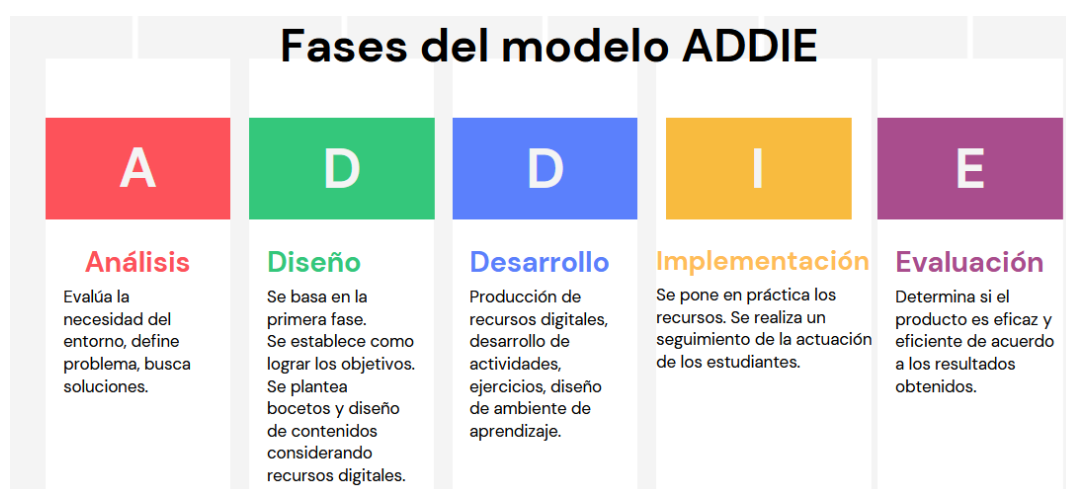 Fases del modelo ADDIE
A
Análisis
Evalúa la
necesidad del
entorno, define
problema, busca
soluciones.
D
Diseño
Se basa en la
primera fase.
Se establece como
lograr los objetivos.
Se plantea
bocetos y diseño
de contenidos
considerando
recursos digitales.
D
Desarrollo
Producción de
recursos digitales,
desarrollo de
actividades,
ejercicios, diseño
de ambiente de
aprendizaje.
I
Implementación
Se pone en práctica los
recursos. Se realiza un
seguimiento de la actuación
de los estudiantes.
E
Evaluación
Determina si el
producto es eficaz y
eficiente de acuerdo
a los resultados
obtenidos.